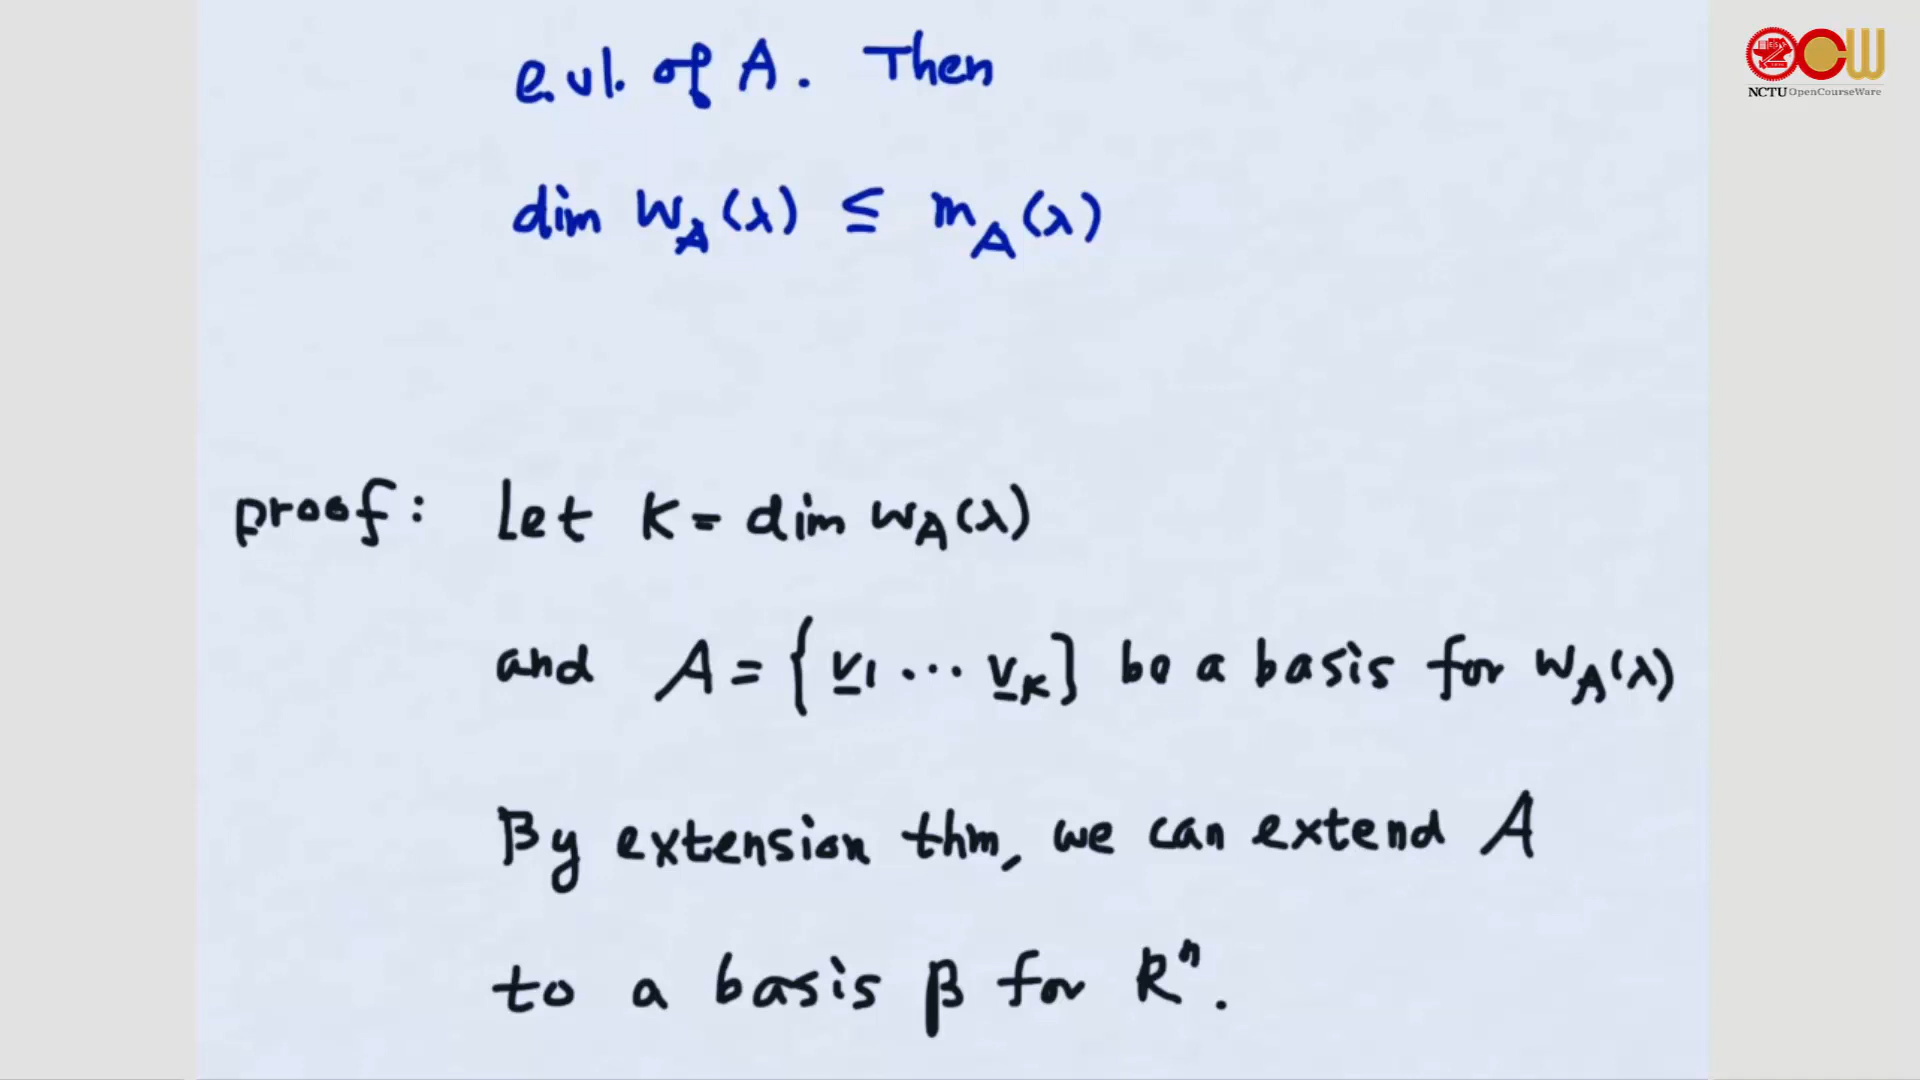 e.vl. of A. Then
dim W_A(λ) ≤ m_A(λ)
proof: Let K = dim W_A(λ)
and A = {v1 ... vK} be a basis for W_A(λ)
By extension thm, we can extend A
to a basis β for R^n.
NCTU OpenCourseWare